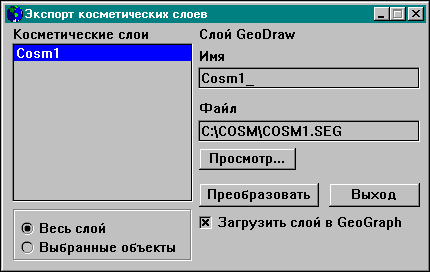 Экспорт косметических слоев
Косметические слои
Cosm1
Весь слой
Выбранные объекты
Слой GeoDraw
Имя
Cosm1_
Файл
C:\COSM\COSM1.SEG
Просмотр...
Преобразовать
Выход
Загрузить слой в GeoGraph